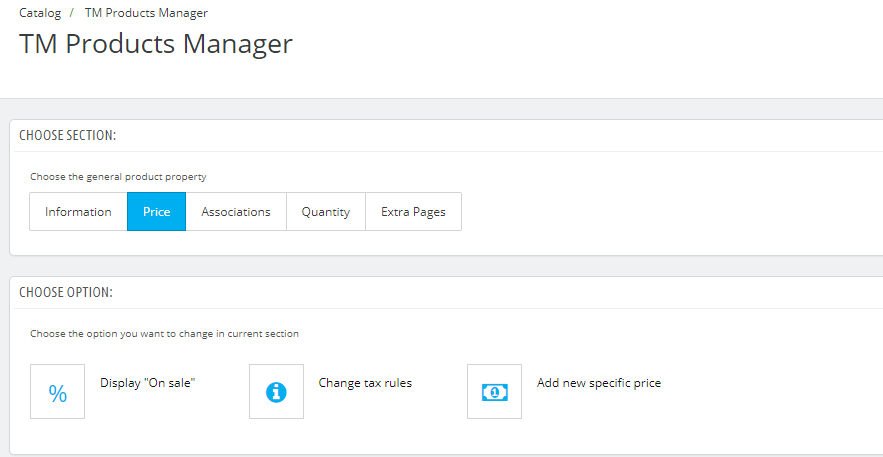 Catalog / TM Products Manager
TM Products Manager
CHOOSE SECTION:
Choose the general product property
Information Price Associations Quantity Extra Pages
CHOOSE OPTION:
Choose the option you want to change in current section
% Display "On sale" Change tax rules Add new specific price